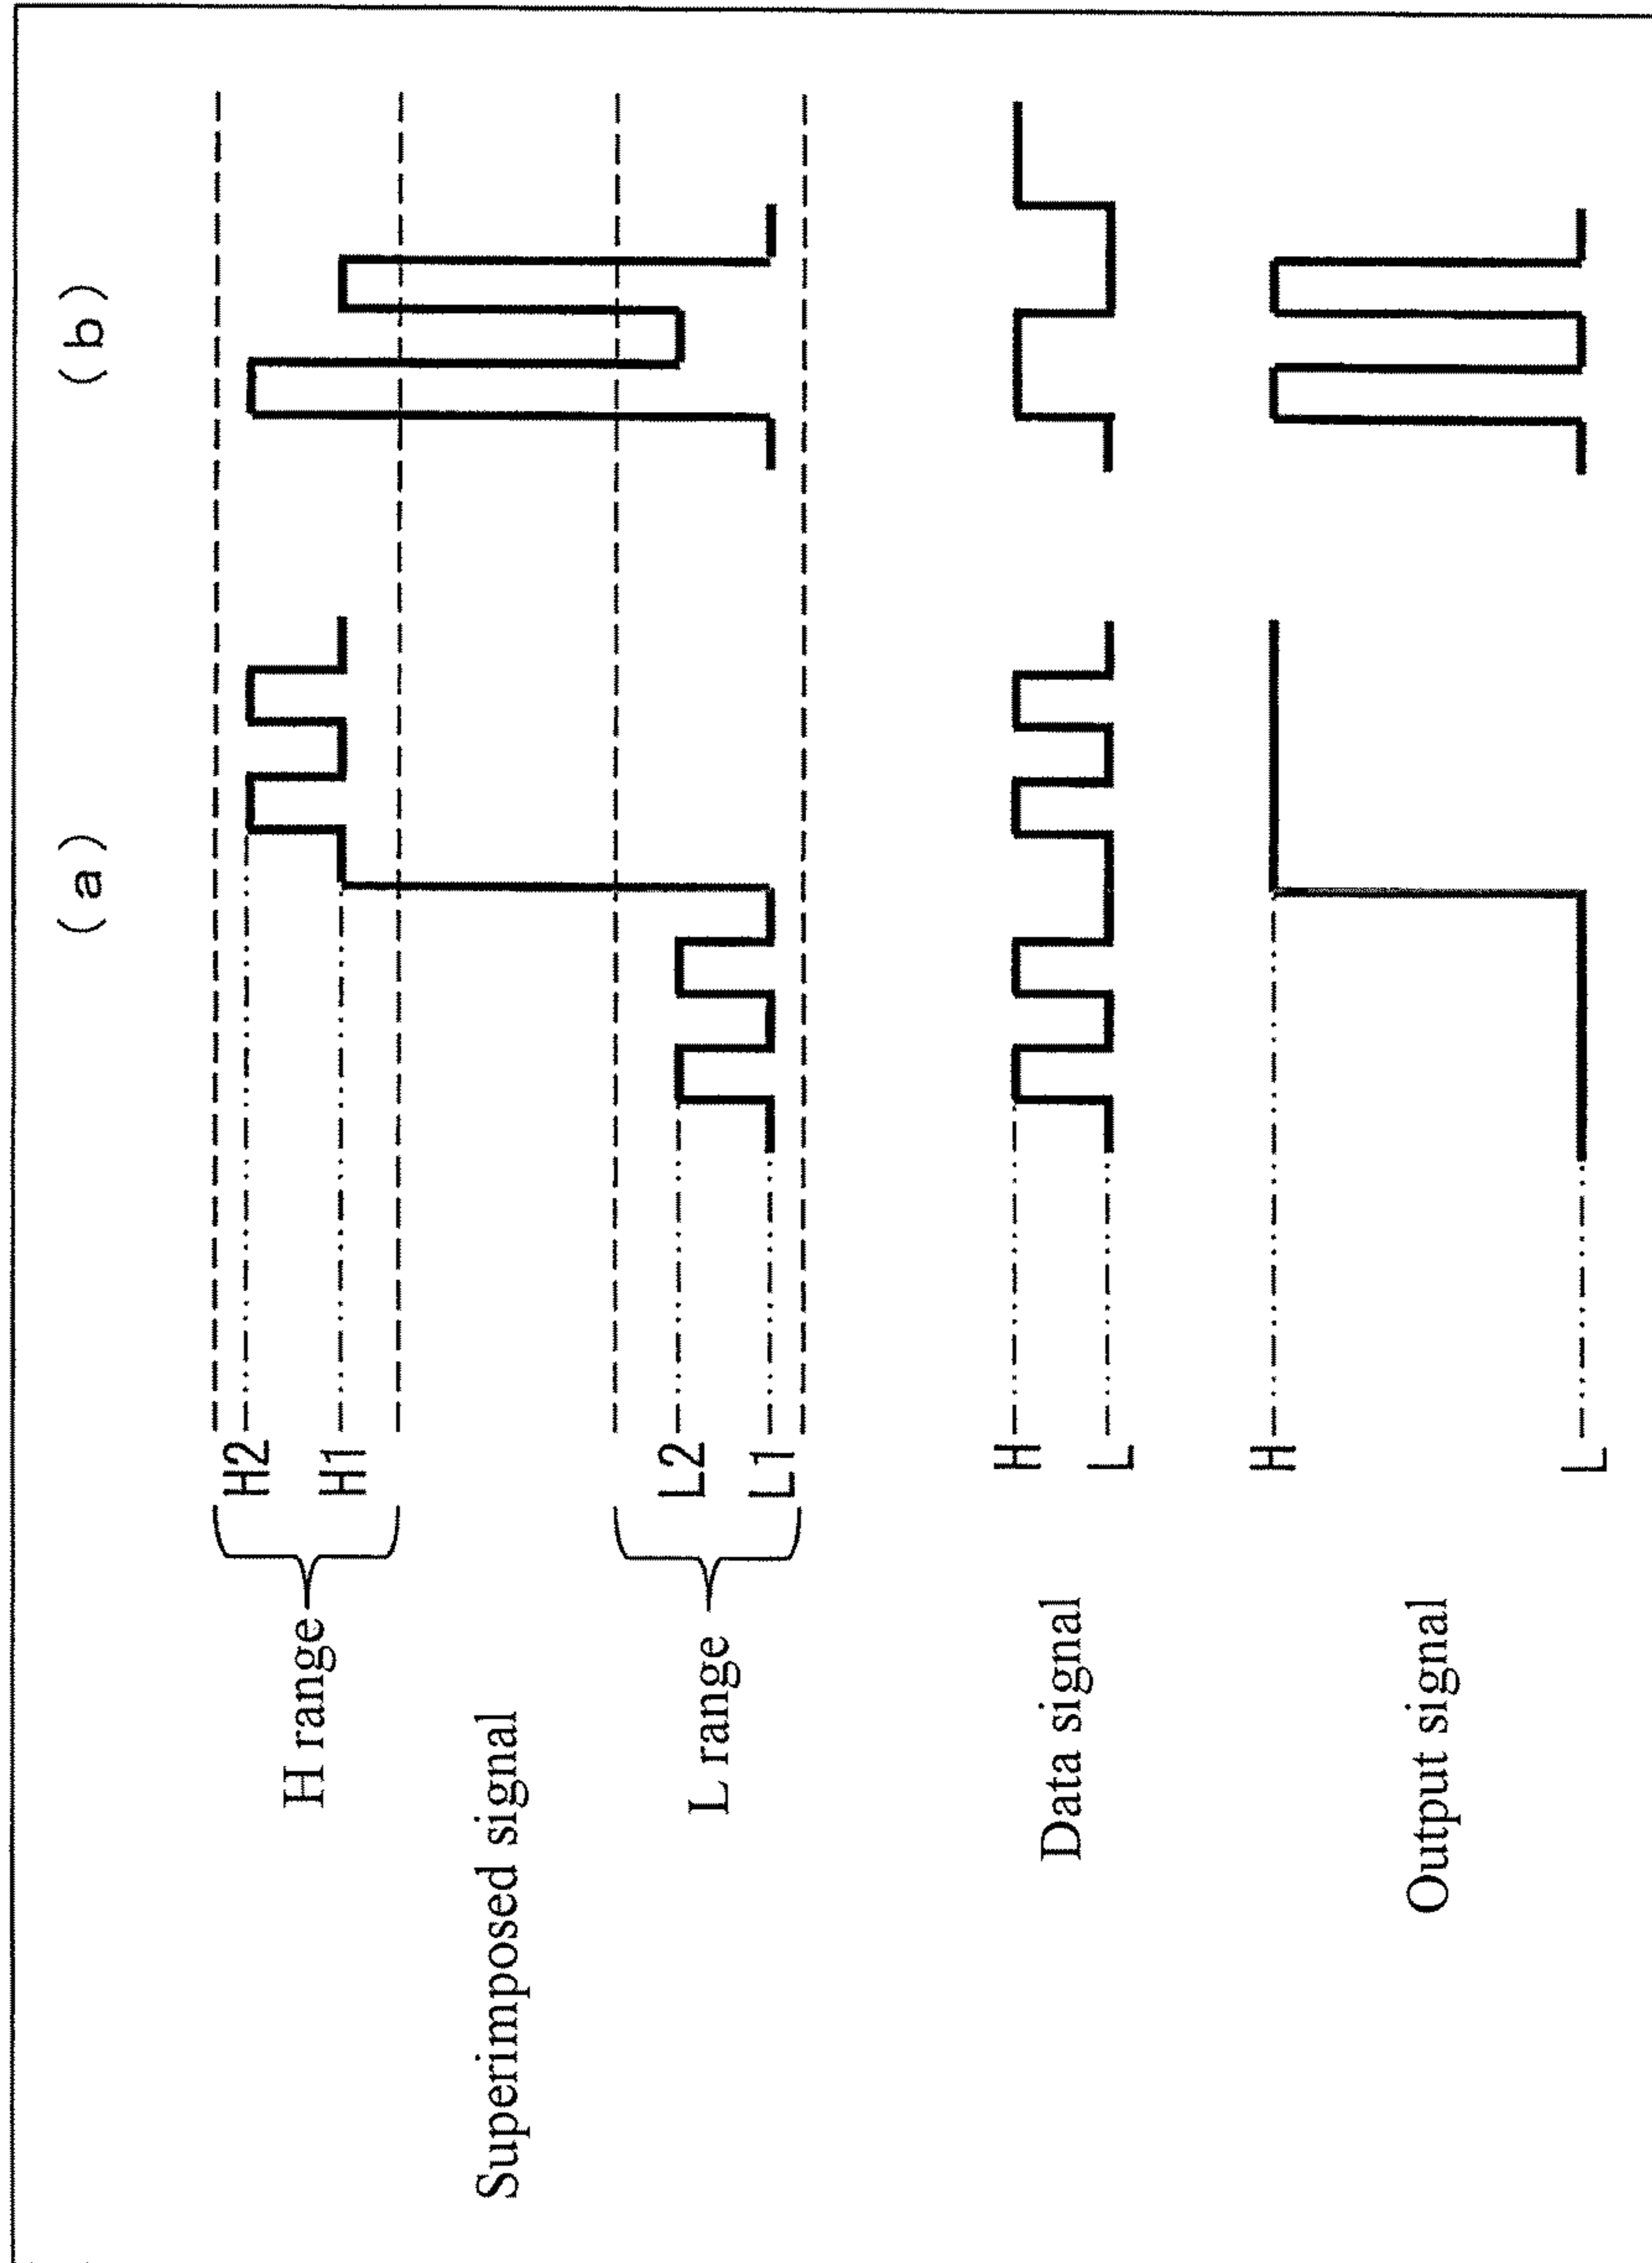 (a)
(b)
H range
H2
H1
Superimposed signal
L range
L2
L1
Data signal
H
L
Output signal
H
L